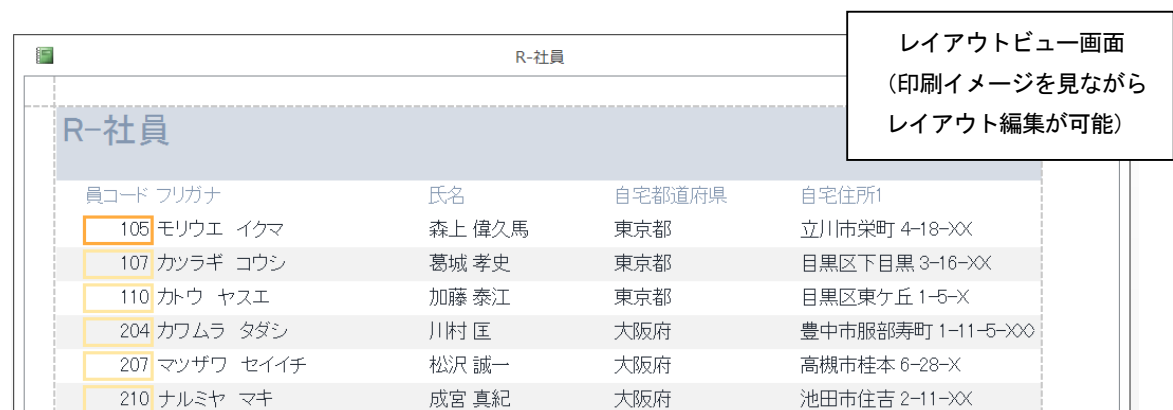 R-社員
レイアウトビュー画面
（印刷イメージを見ながら
レイアウト編集が可能）
R-社員
員コード フリガナ 氏名 自宅都道府県 自宅住所1
105 モリウエ イクマ 森上 偉久馬 東京都 立川市栄町 4-18-XX
107 カツラギ コウシ 葛城 孝史 東京都 目黒区下目黒 3-16-XX
110 カトウ ヤスエ 加藤 泰江 東京都 目黒区東ケ丘 1-5-X
204 カワムラ タダシ 川村 匡 大阪府 豊中市服部寿町 1-11-5-XXX
207 マツザワ セイイチ 松沢 誠一 大阪府 高槻市桂本 6-28-X
210 ナルミヤ マキ 成宮 真紀 大阪府 池田市住吉 2-11-XX